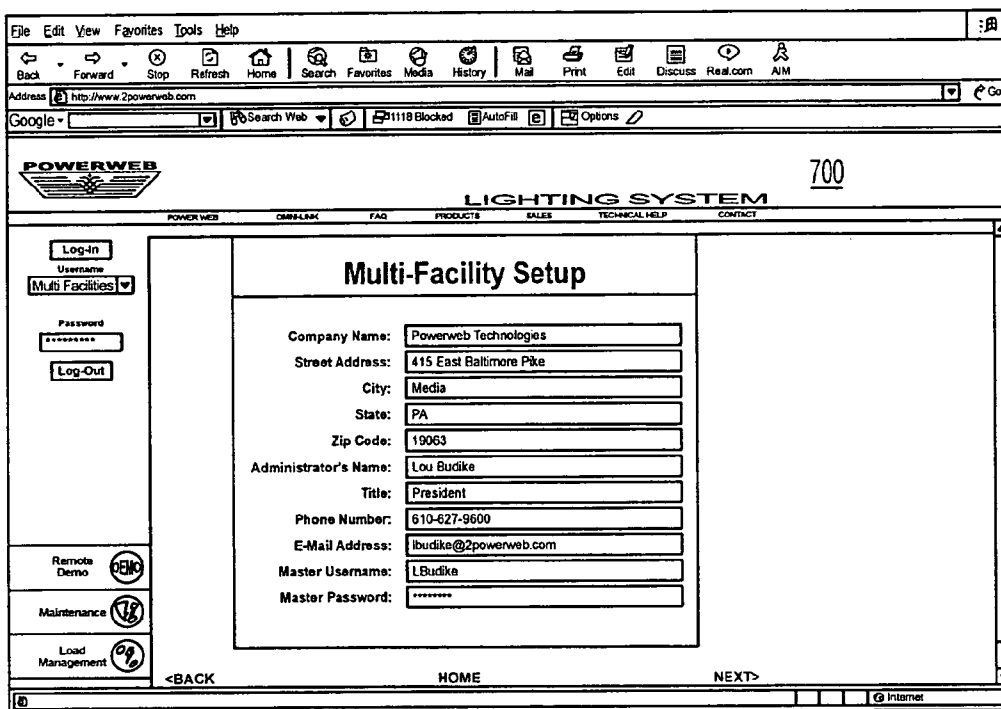 File Edit View Favorites Tools Help
Back Forward Stop Refresh Home Search Favorites Media History Mail Print Edit Discuss Real.com AIM
Address http://www.2powerweb.com Go
Google Search Web 1118 Blocked AutoFill Options
POWERWEB
700
LIGHTING SYSTEM
POWER WEB OMNI-LINK FAQ PRODUCTS SALES TECHNICAL HELP CONTACT
Log-In
Username
Multi Facilities
Password
*********
Log-Out
Multi-Facility Setup
Company Name: Powerweb Technologies
Street Address: 415 East Baltimore Pike
City: Media
State: PA
Zip Code: 19063
Administrator's Name: Lou Budike
Title: President
Phone Number: 610-627-9600
E-Mail Address: lbudike@2powerweb.com
Master Username: LBudike
Master Password: ********
Remote Demo DEMO
Maintenance
Load Management
<BACK HOME NEXT>
Internet